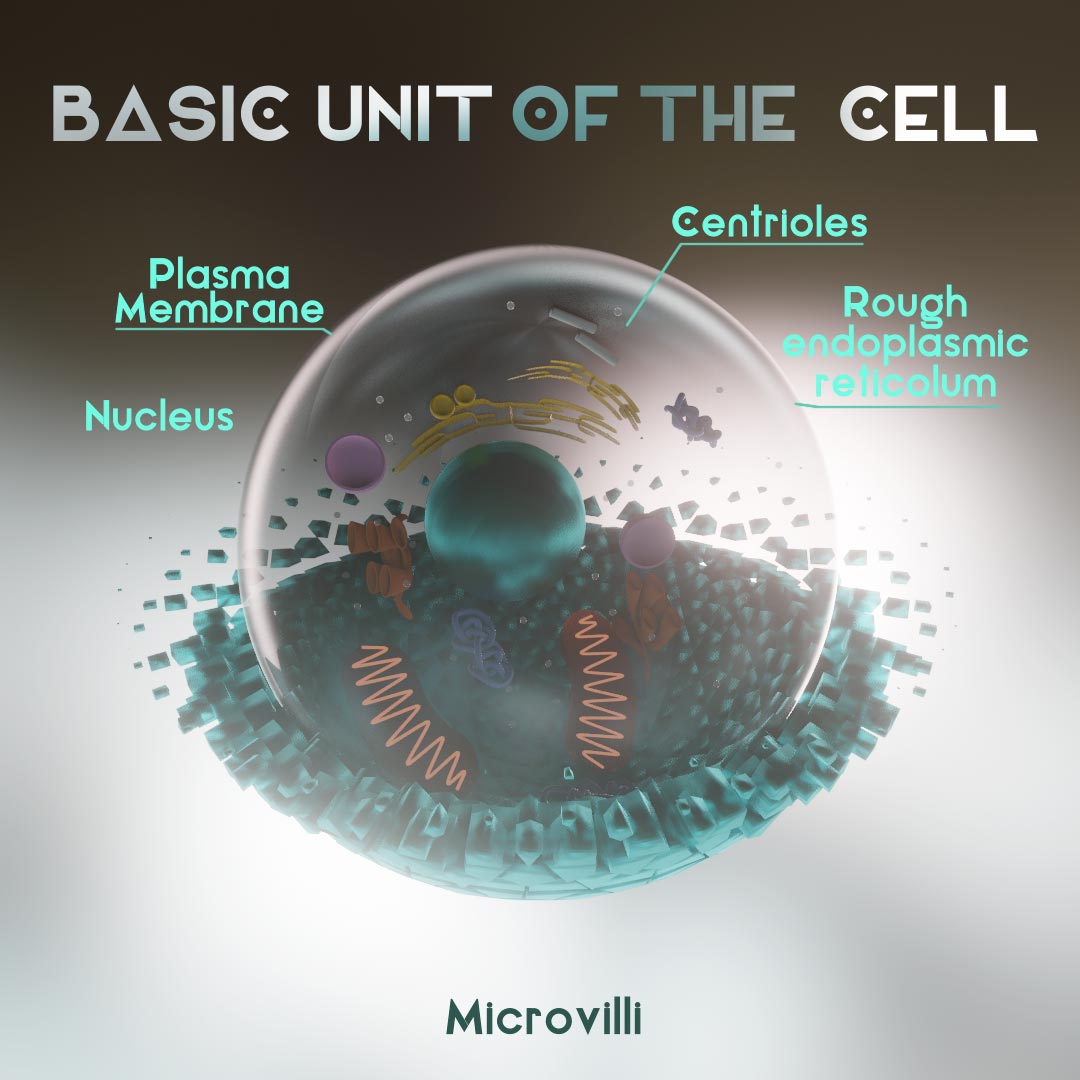 BASIC UNIT OF THE CELL
Centrioles
Plasma
Membrane
Rough
endoplasmic
reticolum
Nucleus
Microvilli